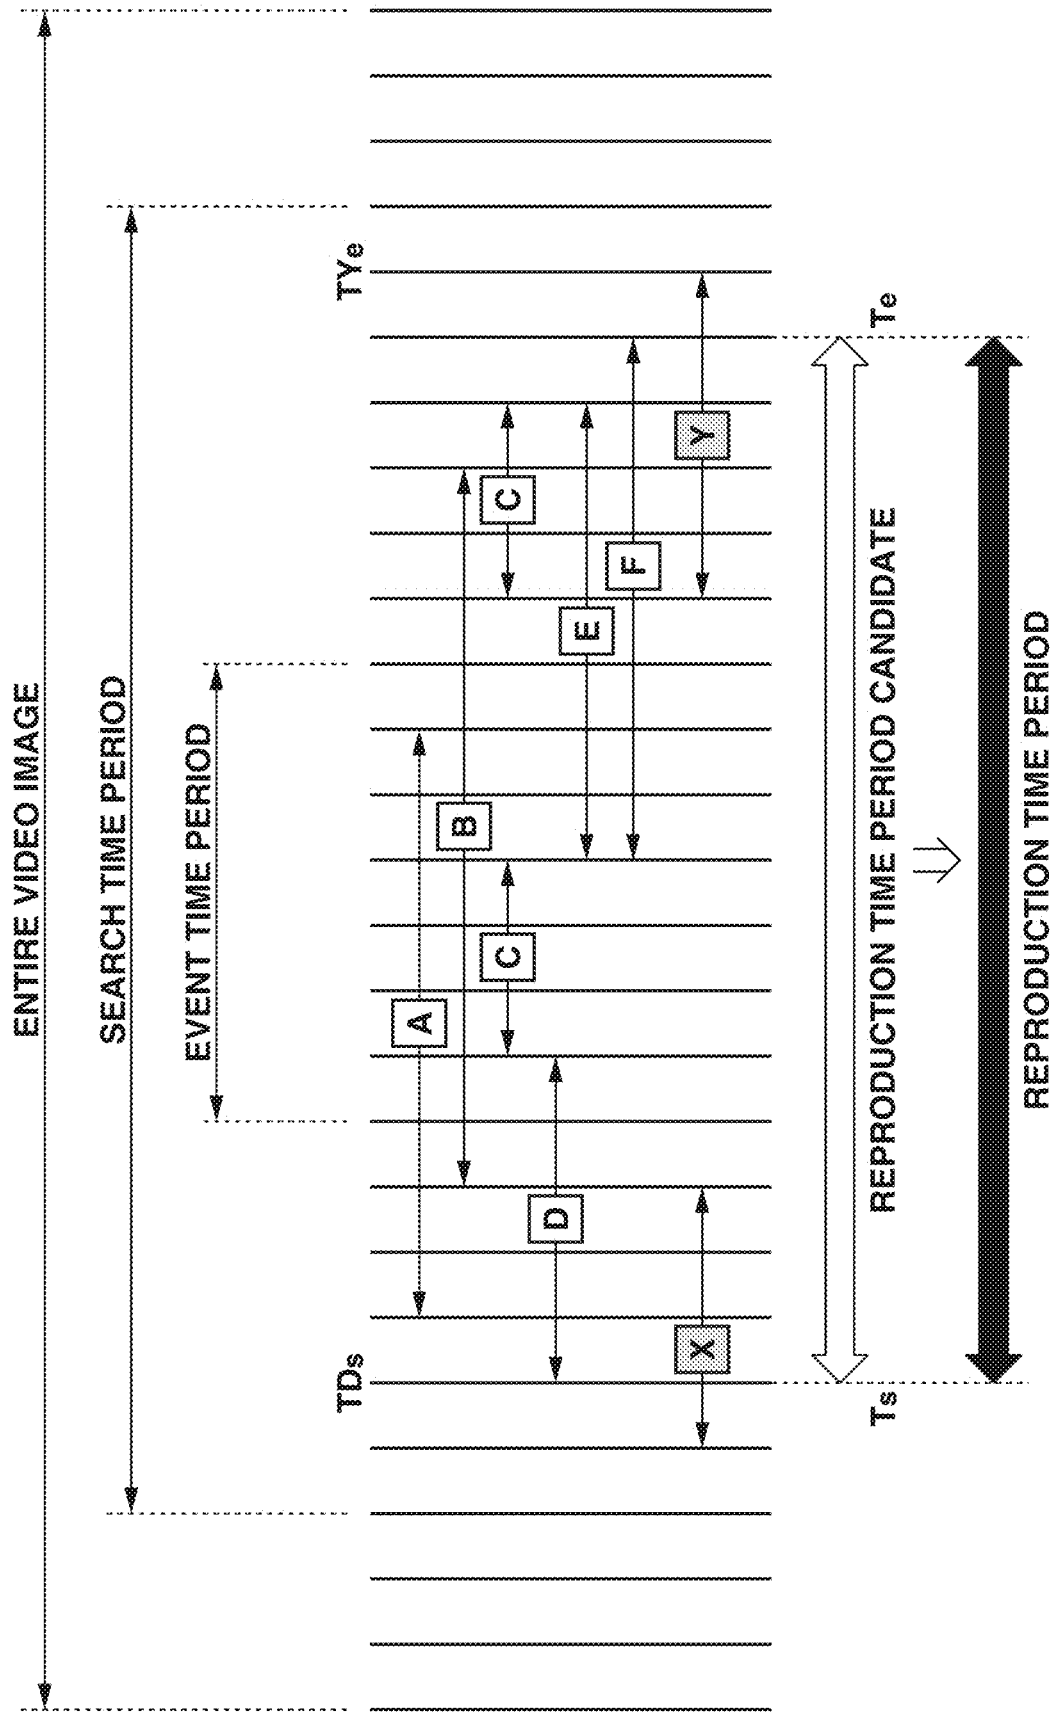 ENTIRE VIDEO IMAGE
SEARCH TIME PERIOD
EVENT TIME PERIOD
TDs
TYe
A
B
C
C
D
E
F
X
Y
Ts
Te
REPRODUCTION TIME PERIOD CANDIDATE
REPRODUCTION TIME PERIOD